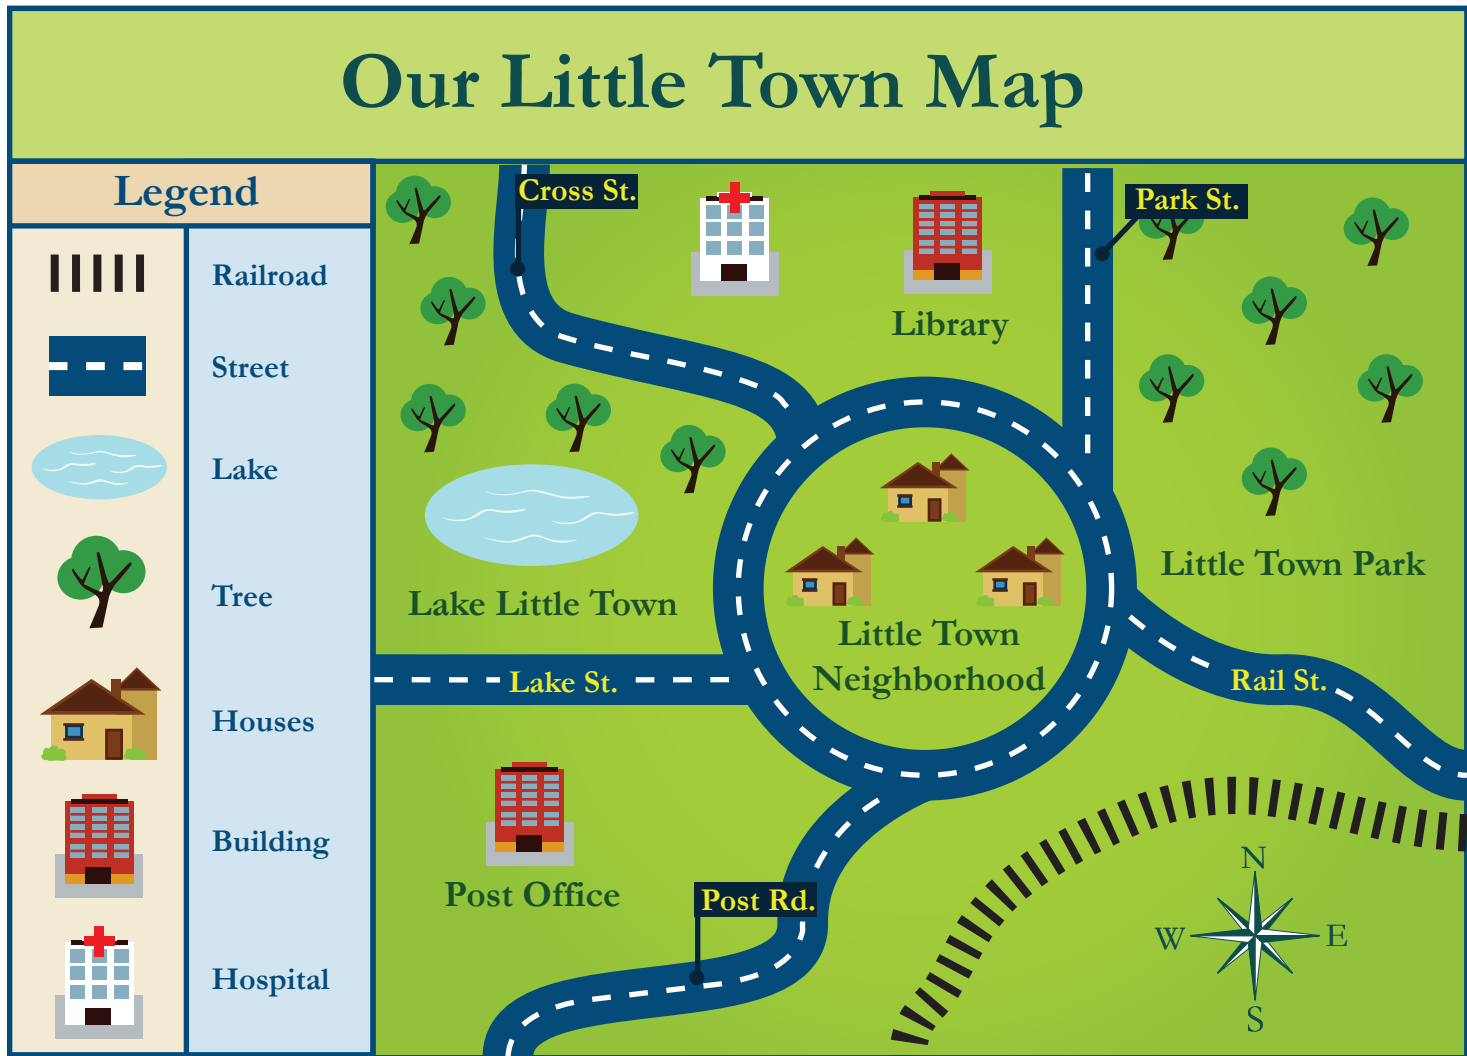 Our Little Town Map
Legend
Railroad
Street
Lake
Tree
Houses
Building
Hospital
Cross St.
Park St.
Library
Little Town Park
Lake Little Town
Little Town
Neighborhood
Lake St.
Rail St.
Post Office
Post Rd.
N
W
E
S